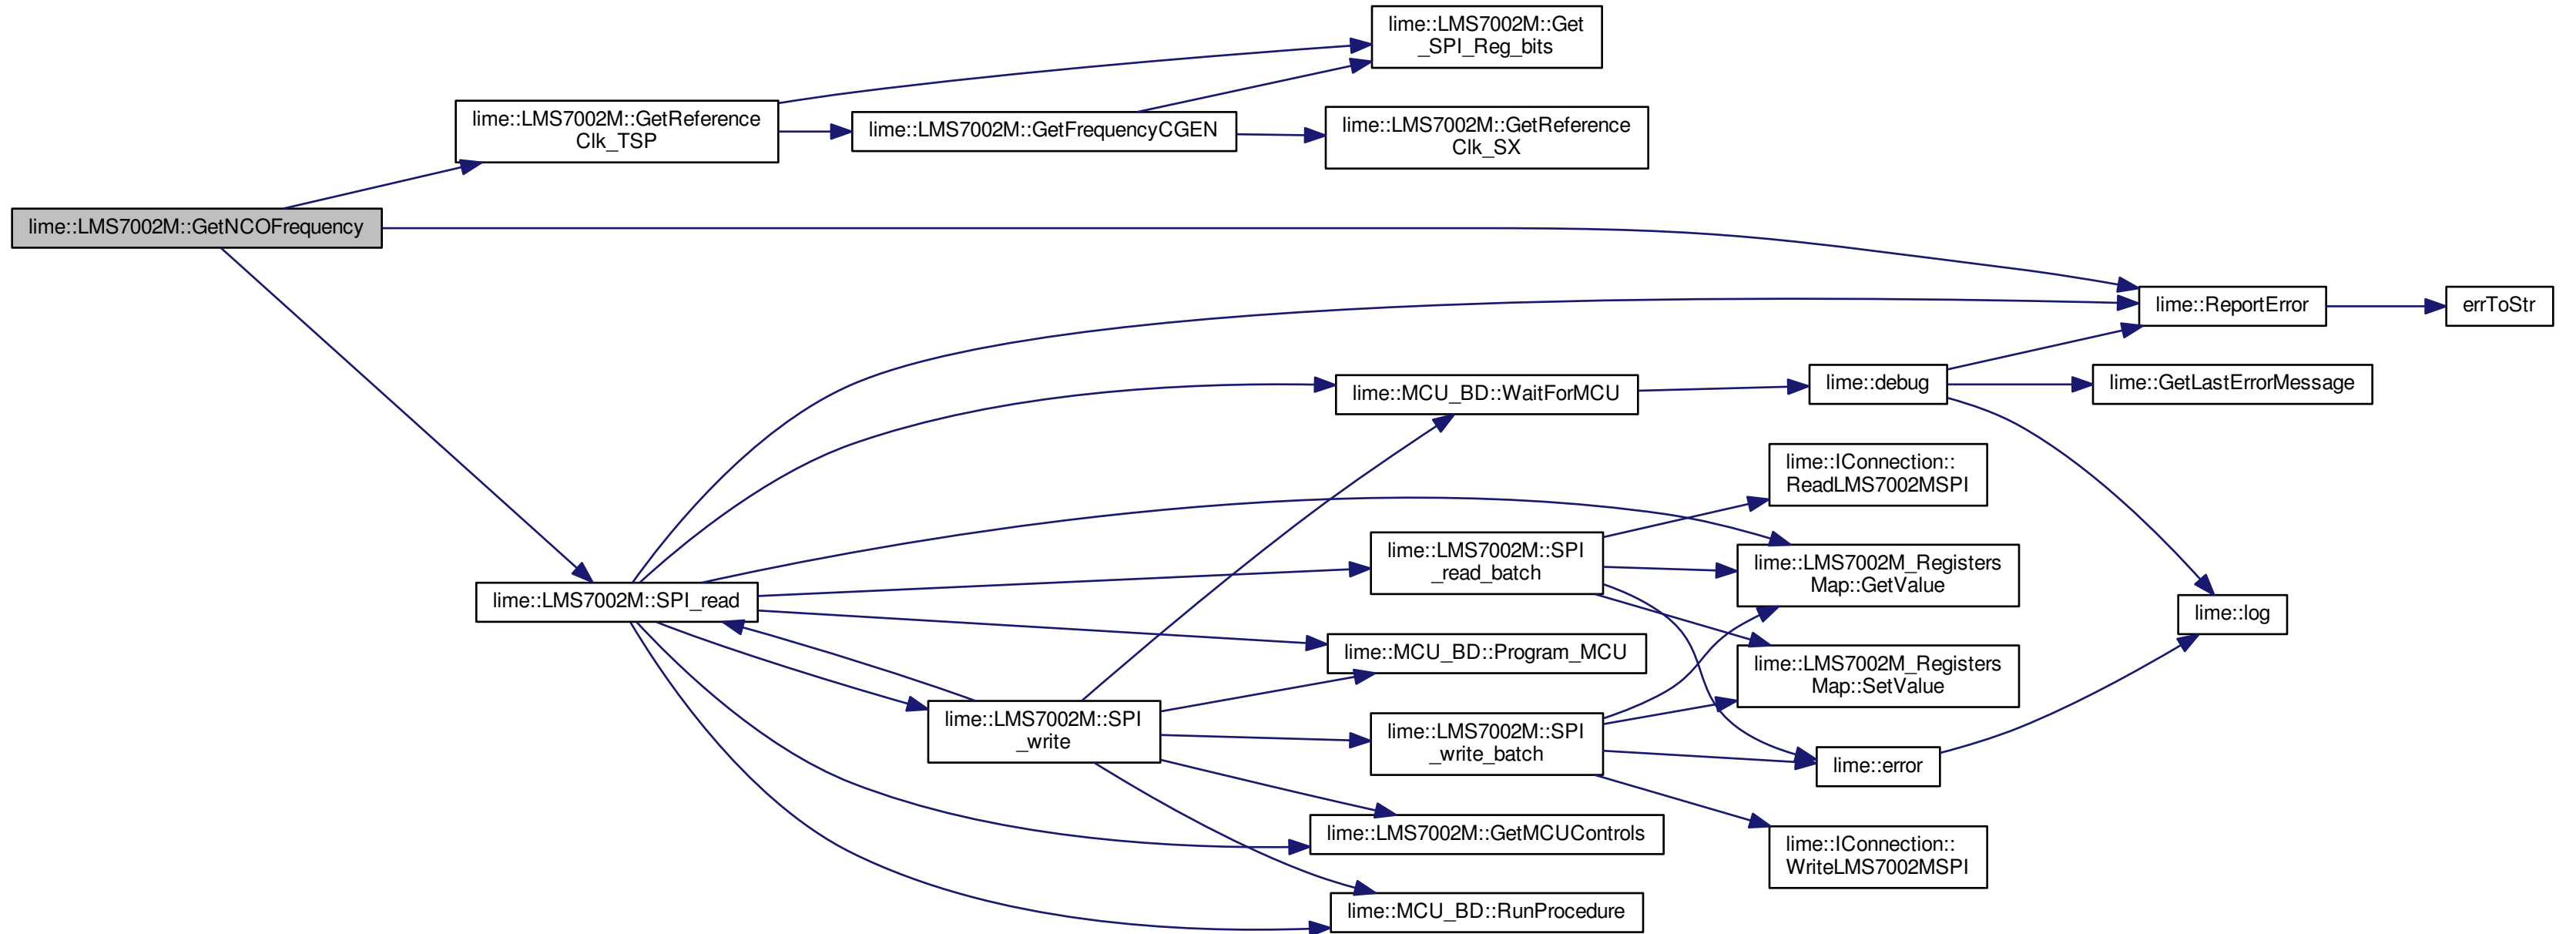 lime::LMS7002M::Get
_SPI_Reg_bits
lime::LMS7002M::GetReference
Clk_TSP
lime::LMS7002M::GetFrequencyCGEN
lime::LMS7002M::GetReference
Clk_SX
lime::LMS7002M::GetNCOFrequency
lime::ReportError
errToStr
lime::MCU_BD::WaitForMCU
lime::debug
lime::GetLastErrorMessage
lime::IConnection::
ReadLMS7002MSPI
lime::LMS7002M::SPI
_read_batch
lime::LMS7002M_Registers
Map::GetValue
lime::LMS7002M::SPI_read
lime::log
lime::MCU_BD::Program_MCU
lime::LMS7002M_Registers
Map::SetValue
lime::LMS7002M::SPI
_write
lime::LMS7002M::SPI
_write_batch
lime::error
lime::LMS7002M::GetMCUControls
lime::IConnection::
WriteLMS7002MSPI
lime::MCU_BD::RunProcedure